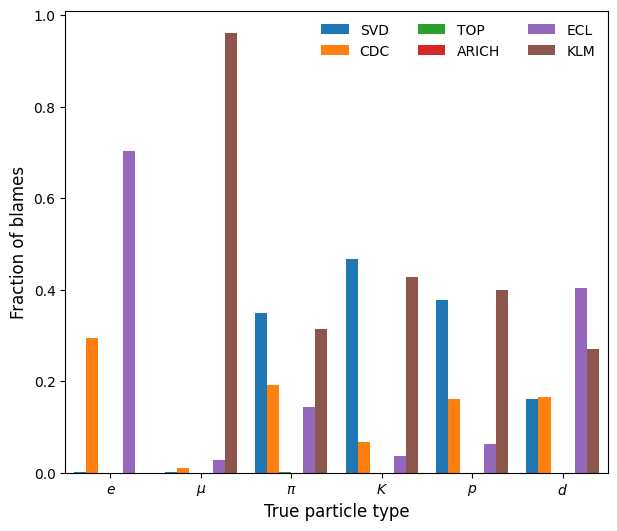 1.0
0.8
0.6
0.4
0.2
0.0
Fraction of blames
SVD TOP ECL
CDC ARICH KLM
e μ π K p d
True particle type